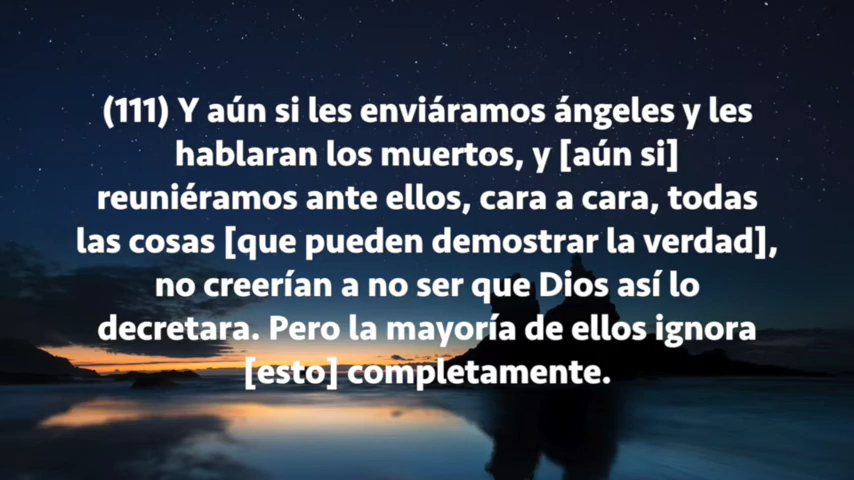 (111) Y aún si les enviáramos ángeles y les
hablaran los muertos, y [aún si]
reuniéramos ante ellos, cara a cara, todas
las cosas [que pueden demostrar la verdad],
no creerían a no ser que Dios así lo
decretara. Pero la mayoría de ellos ignora
[esto] completamente.